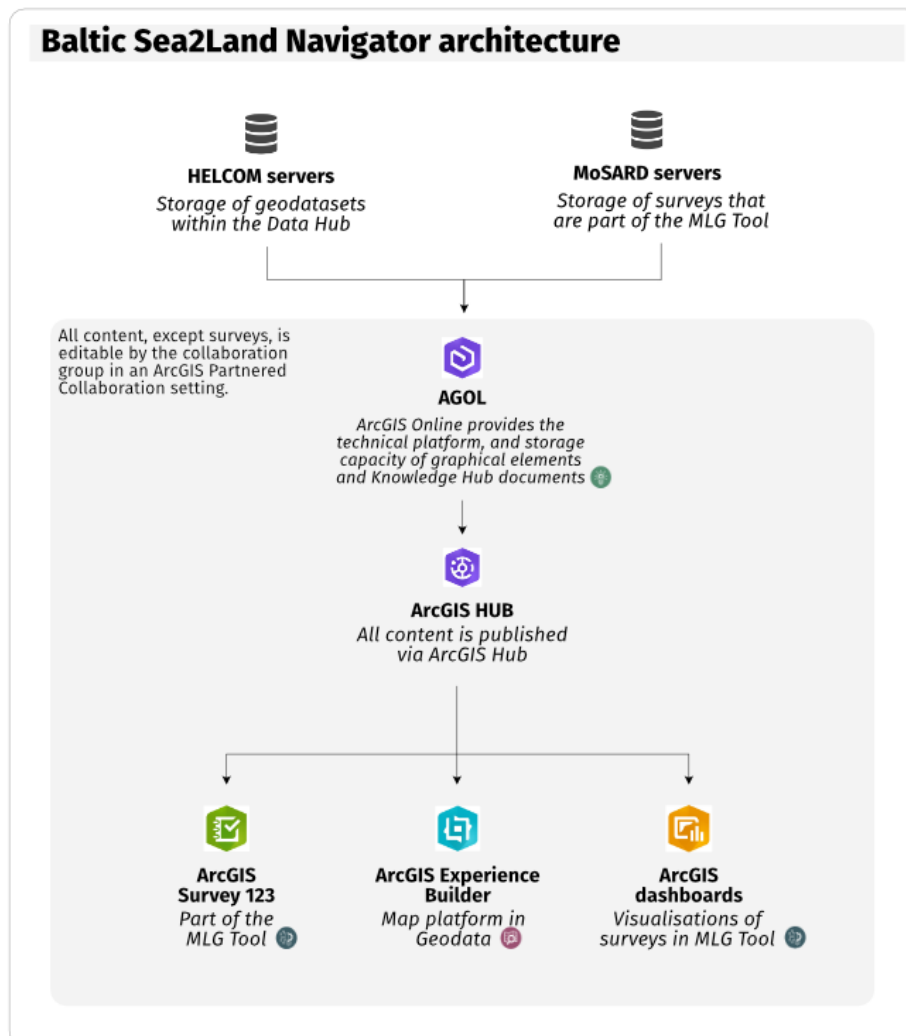 Baltic Sea2Land Navigator architecture
HELCOM servers
Storage of geodatasets
within the Data Hub
MoSARD servers
Storage of surveys that
are part of the MLG Tool
All content, except surveys, is
editable by the collaboration
group in an ArcGIS Partnered
Collaboration setting.
AGOL
ArcGIS Online provides the
technical platform, and storage
capacity of graphical elements
and Knowledge Hub documents
ArcGIS HUB
All content is published
via ArcGIS Hub
ArcGIS
Survey 123
Part of the
MLG Tool
ArcGIS Experience
Builder
Map platform in
Geodata
ArcGIS
dashboards
Visualisations of
surveys in MLG Tool